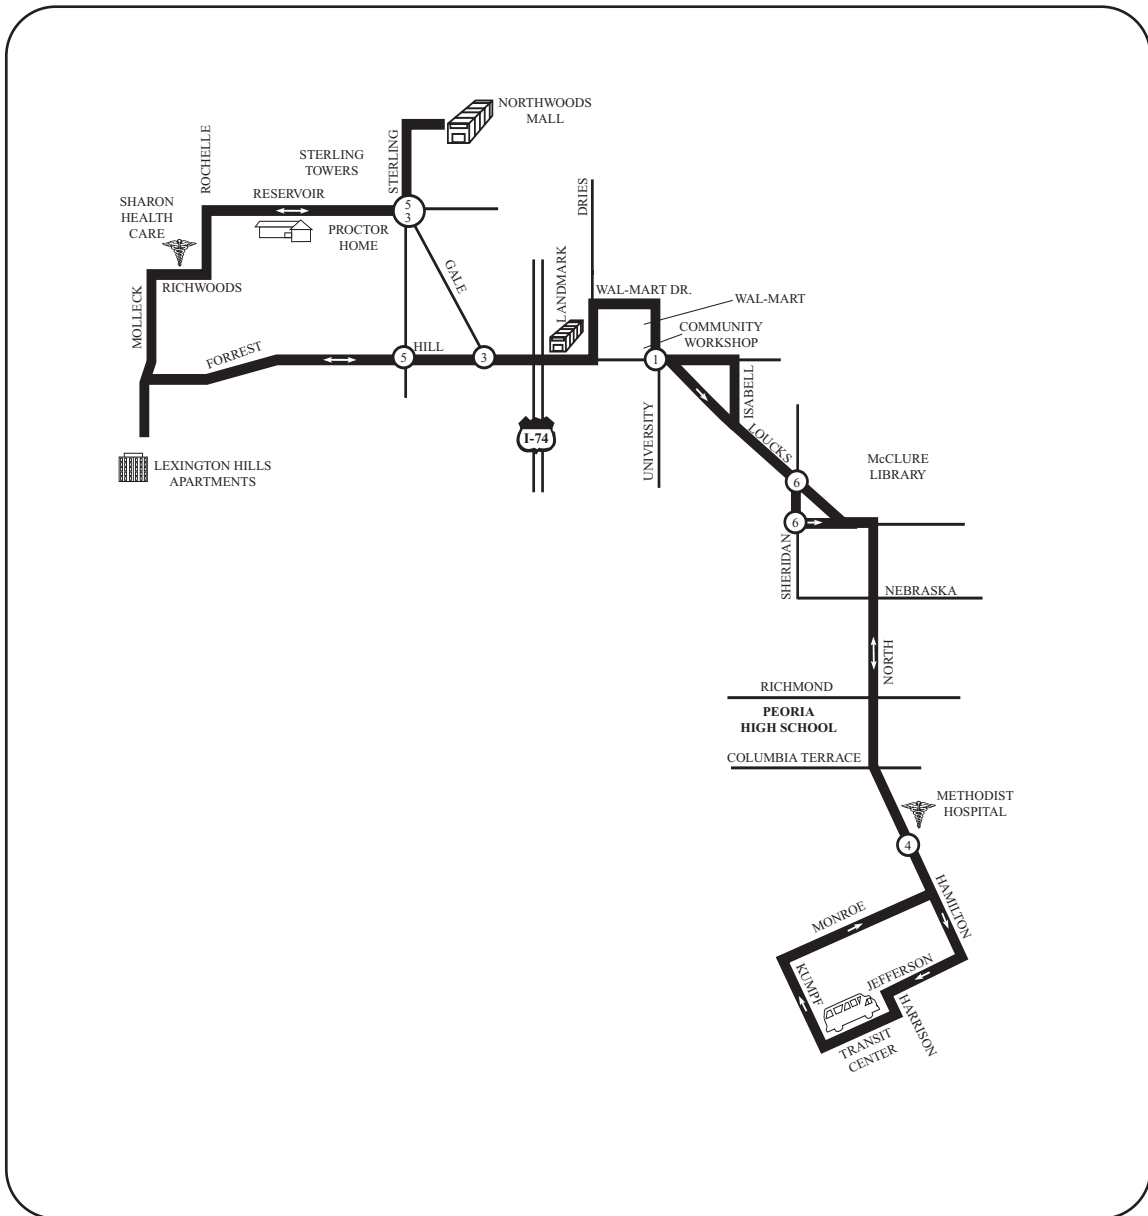 NORTHWOODS
MALL
STERLING
ROCHELLE
STERLING
TOWERS
RESERVOIR
SHARON
HEALTH
CARE
5
3
PROCTOR
HOME
DRIES
GALE
LANDMARK
RICHWOODS
MOLLECK
WAL-MART DR.
WAL-MART
COMMUNITY
WORKSHOP
FORREST
HILL
5
3
1
ISABELL
UNIVERSITY
I-74
LOUCKS
LEXINGTON HILLS
APARTMENTS
McCLURE
LIBRARY
6
6
SHERIDAN
NEBRASKA
NORTH
RICHMOND
PEORIA
HIGH SCHOOL
COLUMBIA TERRACE
METHODIST
HOSPITAL
4
HAMILTON
MONROE
JEFFERSON
KUMPF
HARRISON
TRANSIT
CENTER